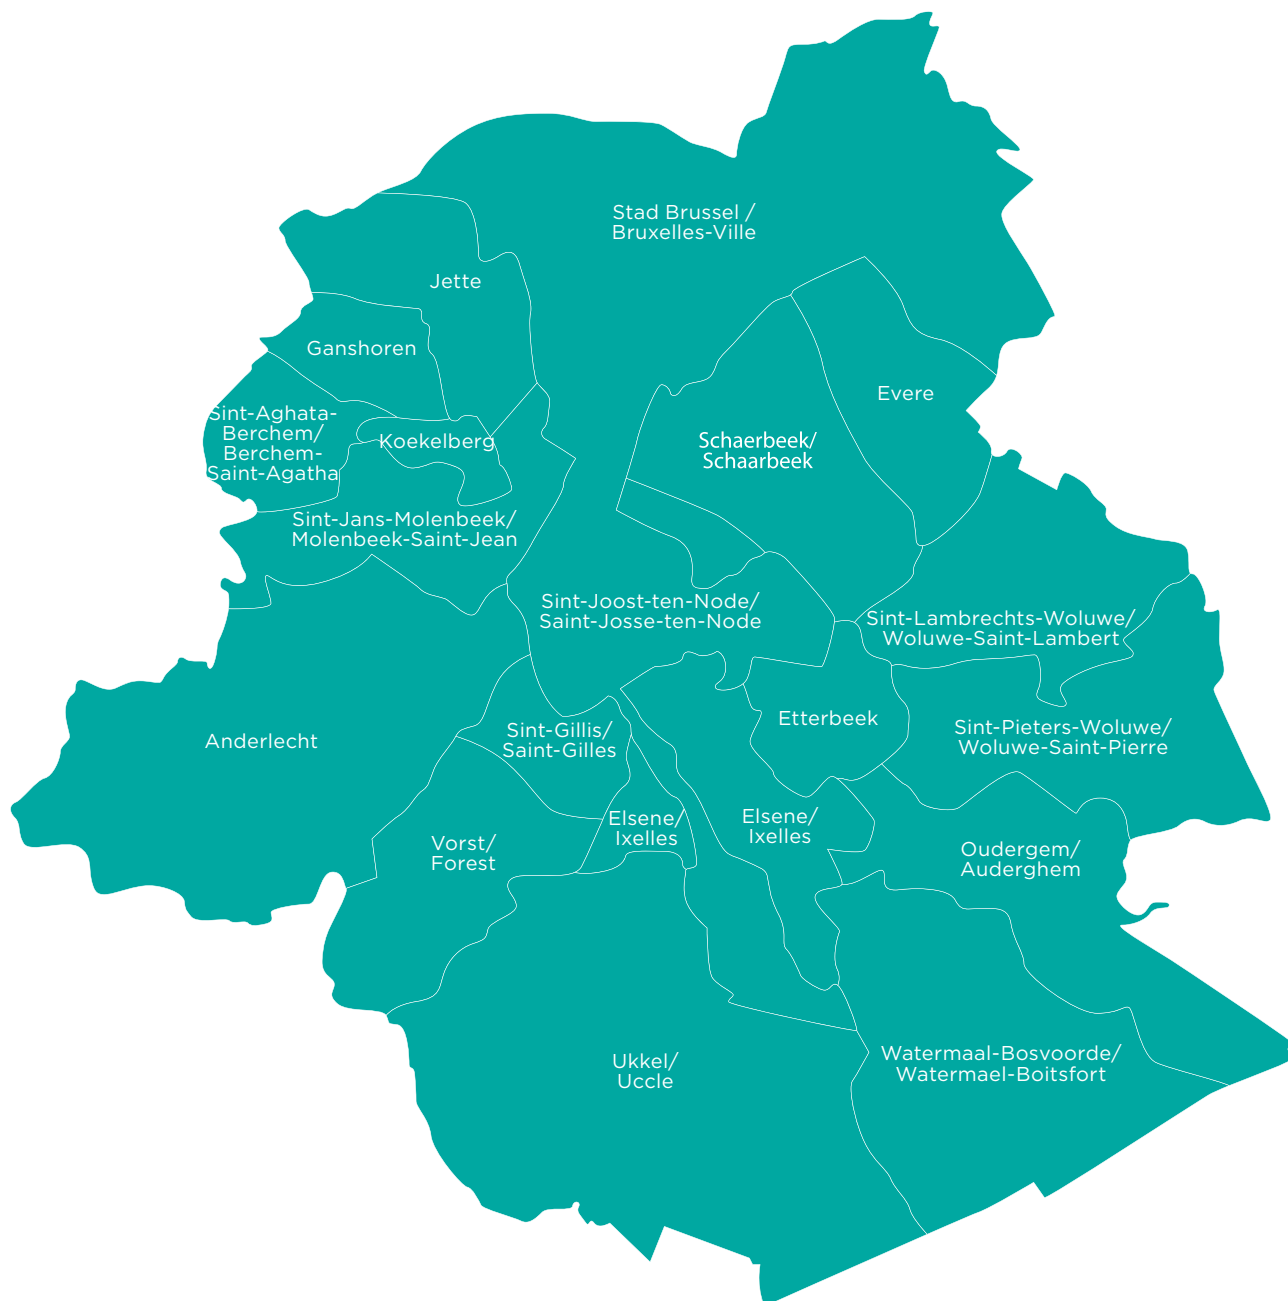 Stad Brussel /
Bruxelles-Ville
Jette
Ganshoren
Evere
Sint-Aghata-
Berchem/
Berchem-
Saint-Agatha
Koekelberg
Schaerbeek/
Schaarbeek
Sint-Jans-Molenbeek/
Molenbeek-Saint-Jean
Sint-Joost-ten-Node/
Saint-Josse-ten-Node
Sint-Lambrechts-Woluwe/
Woluwe-Saint-Lambert
Anderlecht
Sint-Gillis/
Saint-Gilles
Etterbeek
Sint-Pieters-Woluwe/
Woluwe-Saint-Pierre
Vorst/
Forest
Elsene/
Ixelles
Elsene/
Ixelles
Oudergem/
Auderghem
Ukkel/
Uccle
Watermaal-Bosvoorde/
Watermael-Boitsfort